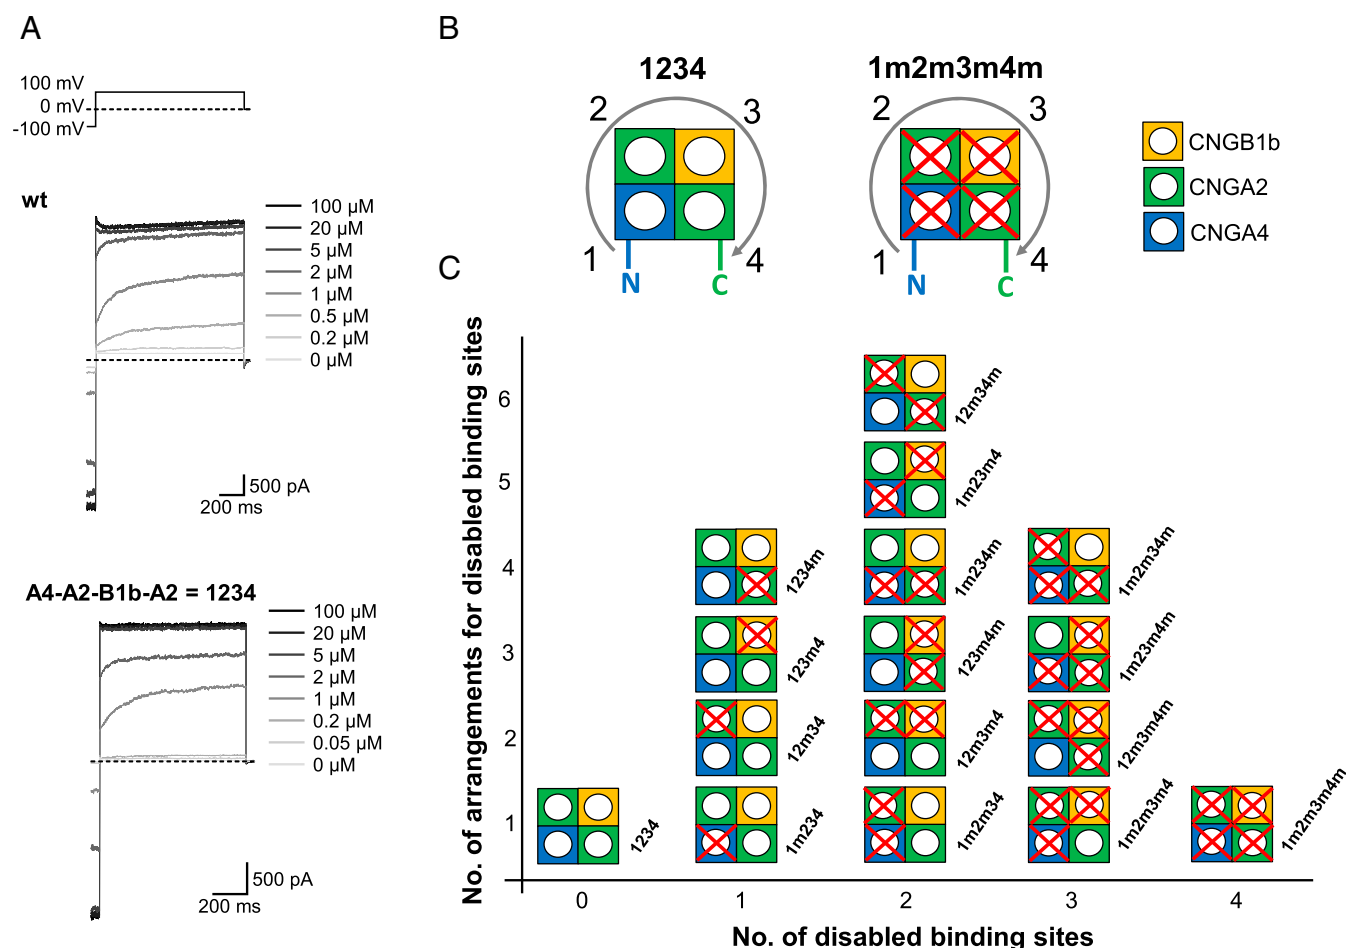 A
100 mV
0 mV
-100 mV
wt
100 µM
20 µM
5 µM
2 µM
1 µM
0.5 µM
0.2 µM
0 µM
500 pA
200 ms
A4-A2-B1b-A2 = 1234
100 µM
20 µM
5 µM
2 µM
1 µM
0.2 µM
0.05 µM
0 µM
500 pA
200 ms
B
1234
2
3
1
4
N
C
1m2m3m4m
2
3
1
4
N
C
CNGB1b
CNGA2
CNGA4
C
No. of arrangements for disabled binding sites
6
5
4
3
2
1
12m34m
1m23m4
1234m
1m234m
1m2m34m
123m4
123m4m
1m23m4m
12m34
12m3m4
12m3m4m
1234
1m234
1m2m34
1m2m3m4
1m2m3m4m
0
1
2
3
4
No. of disabled binding sites